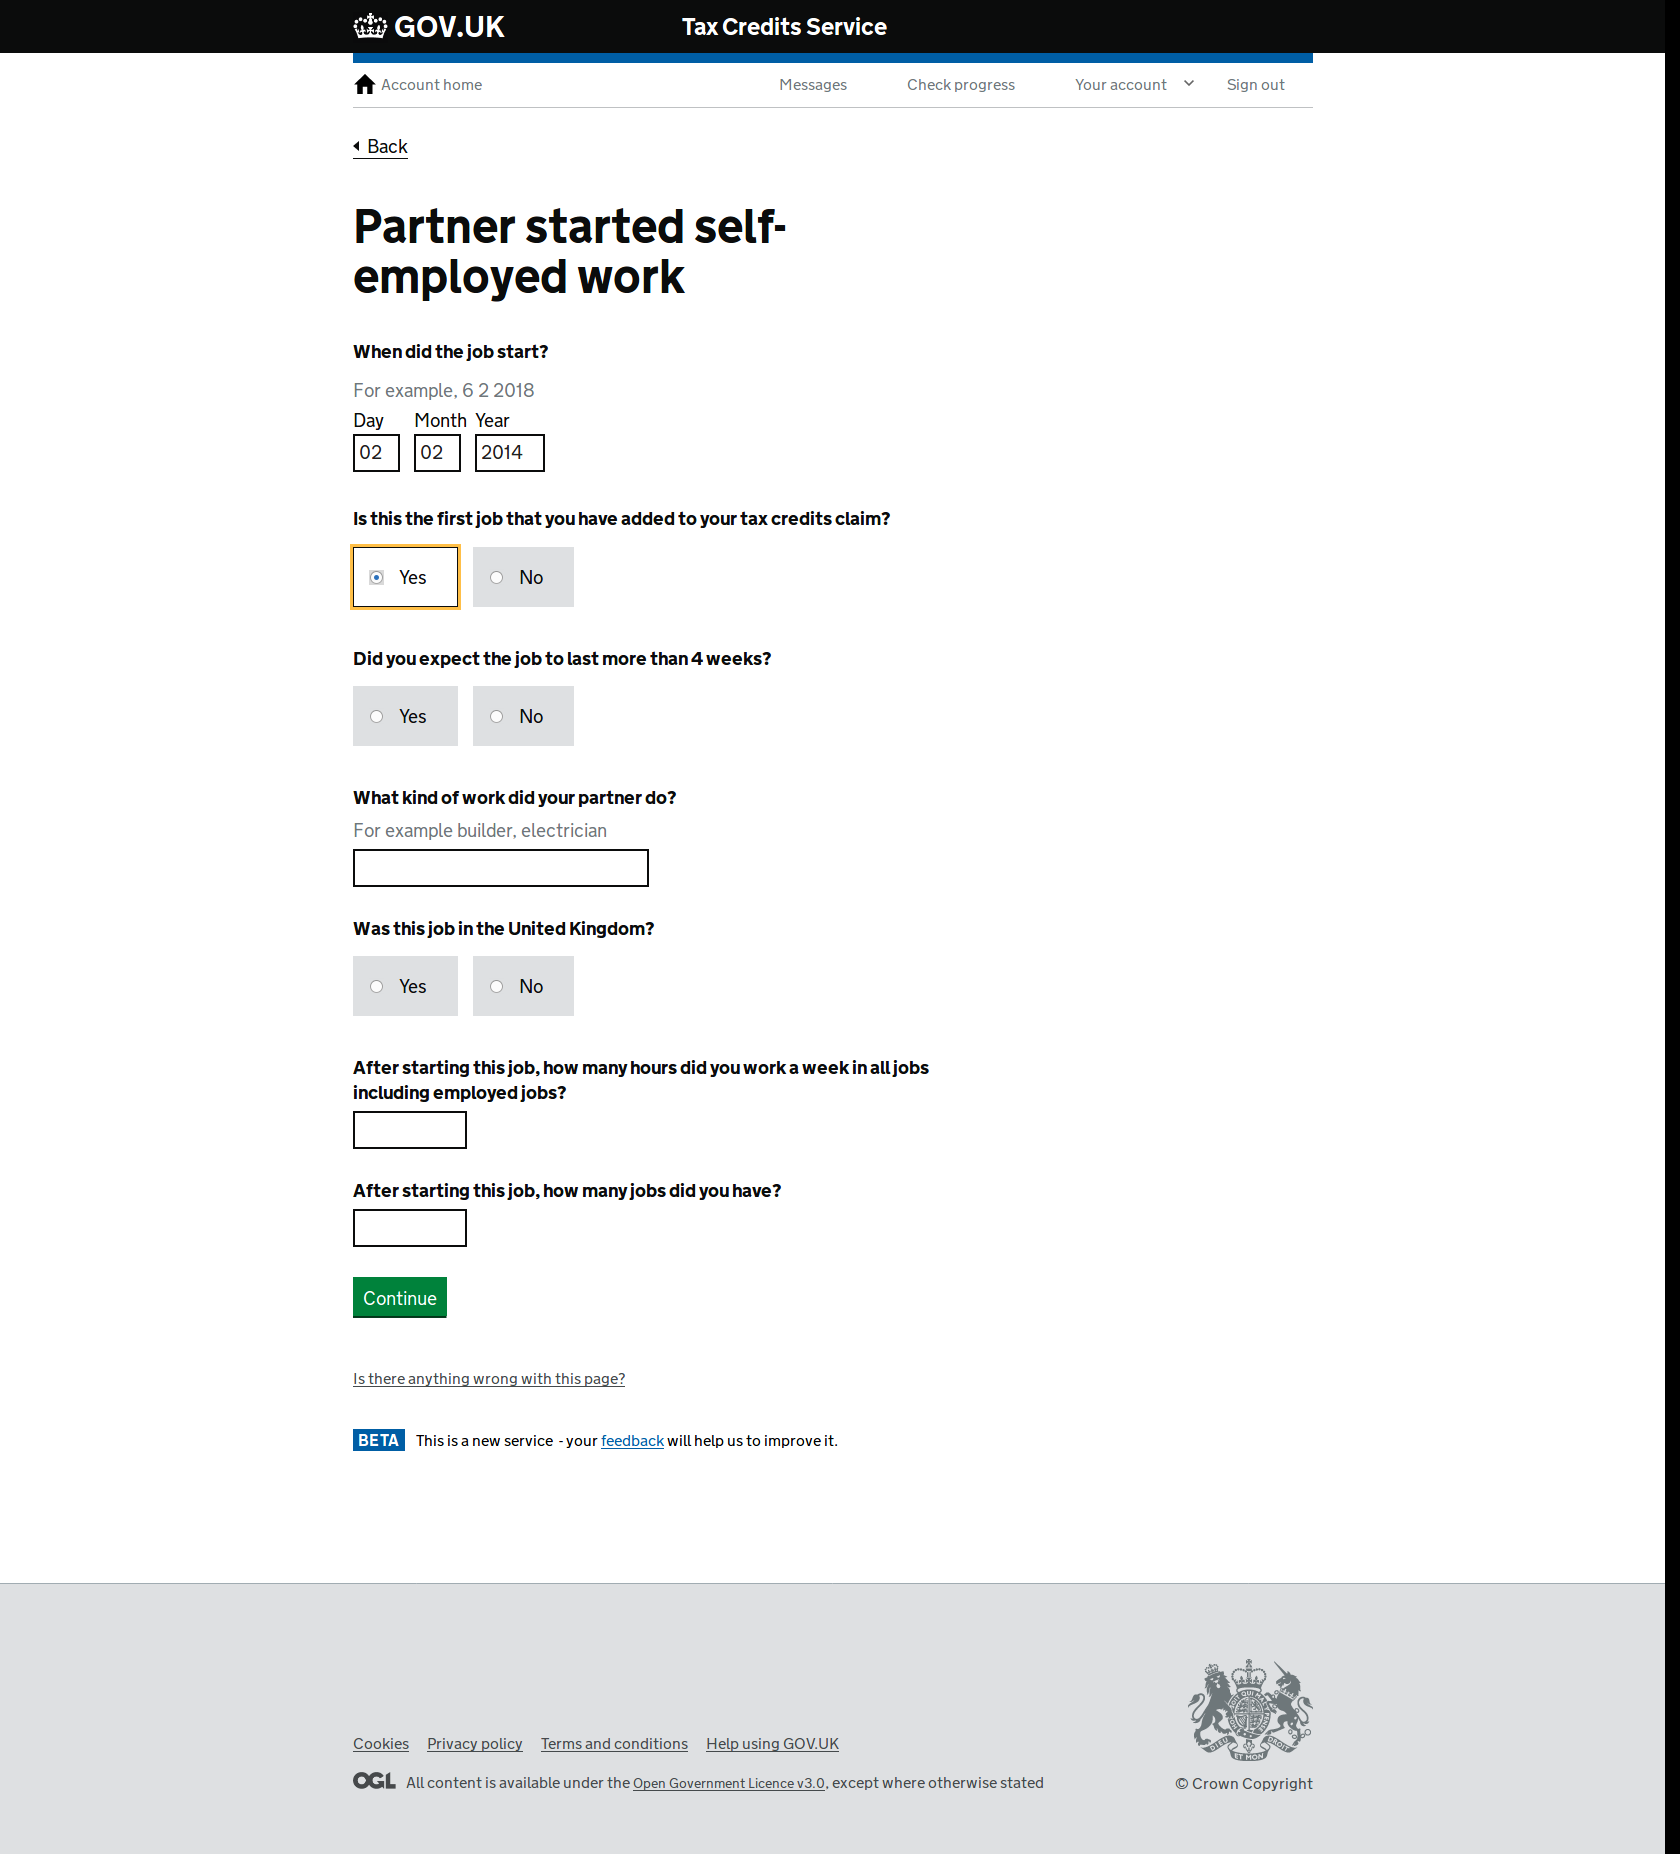 GOV.UK Tax Credits Service
Account home Messages Check progress Your account Sign out
Back
Partner started self-
employed work
When did the job start?
For example, 6 2 2018
Day Month Year
02 02 2014
Is this the first job that you have added to your tax credits claim?
Yes No
Did you expect the job to last more than 4 weeks?
Yes No
What kind of work did your partner do?
For example builder, electrician
Was this job in the United Kingdom?
Yes No
After starting this job, how many hours did you work a week in all jobs
including employed jobs?
After starting this job, how many jobs did you have?
Continue
Is there anything wrong with this page?
BETA This is a new service - your feedback will help us to improve it.
Cookies Privacy policy Terms and conditions Help using GOV.UK
OGL All content is available under the Open Government Licence v3.0, except where otherwise stated
DIEU ET MON DROIT
© Crown Copyright